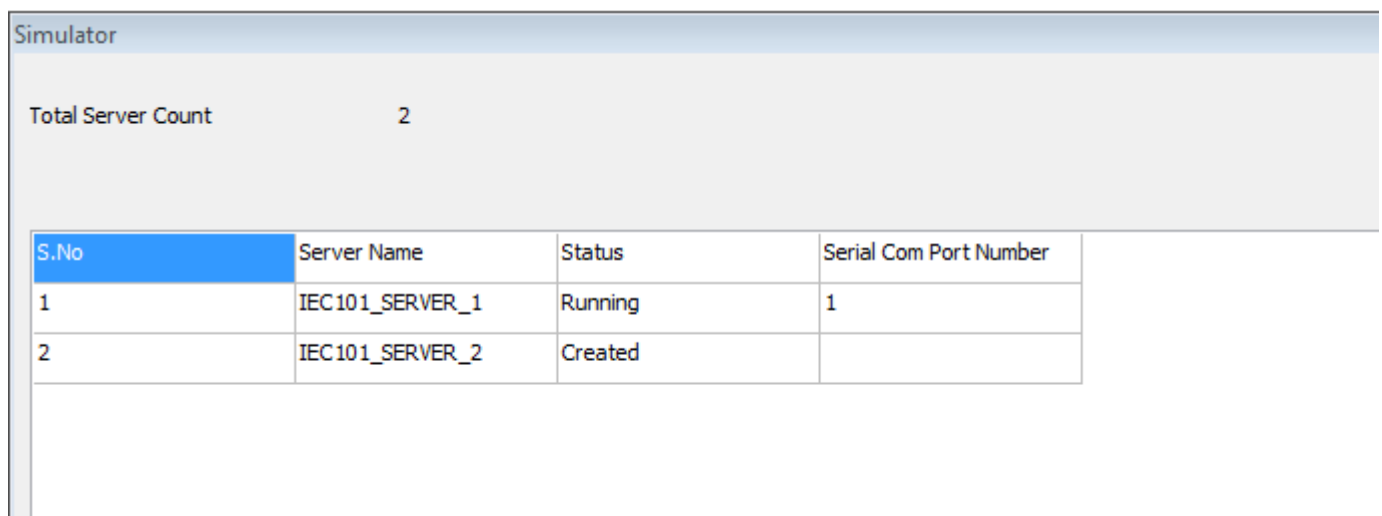 Simulator
Total Server Count 2
S.No Server Name Status Serial Com Port Number
1 IEC101_SERVER_1 Running 1
2 IEC101_SERVER_2 Created